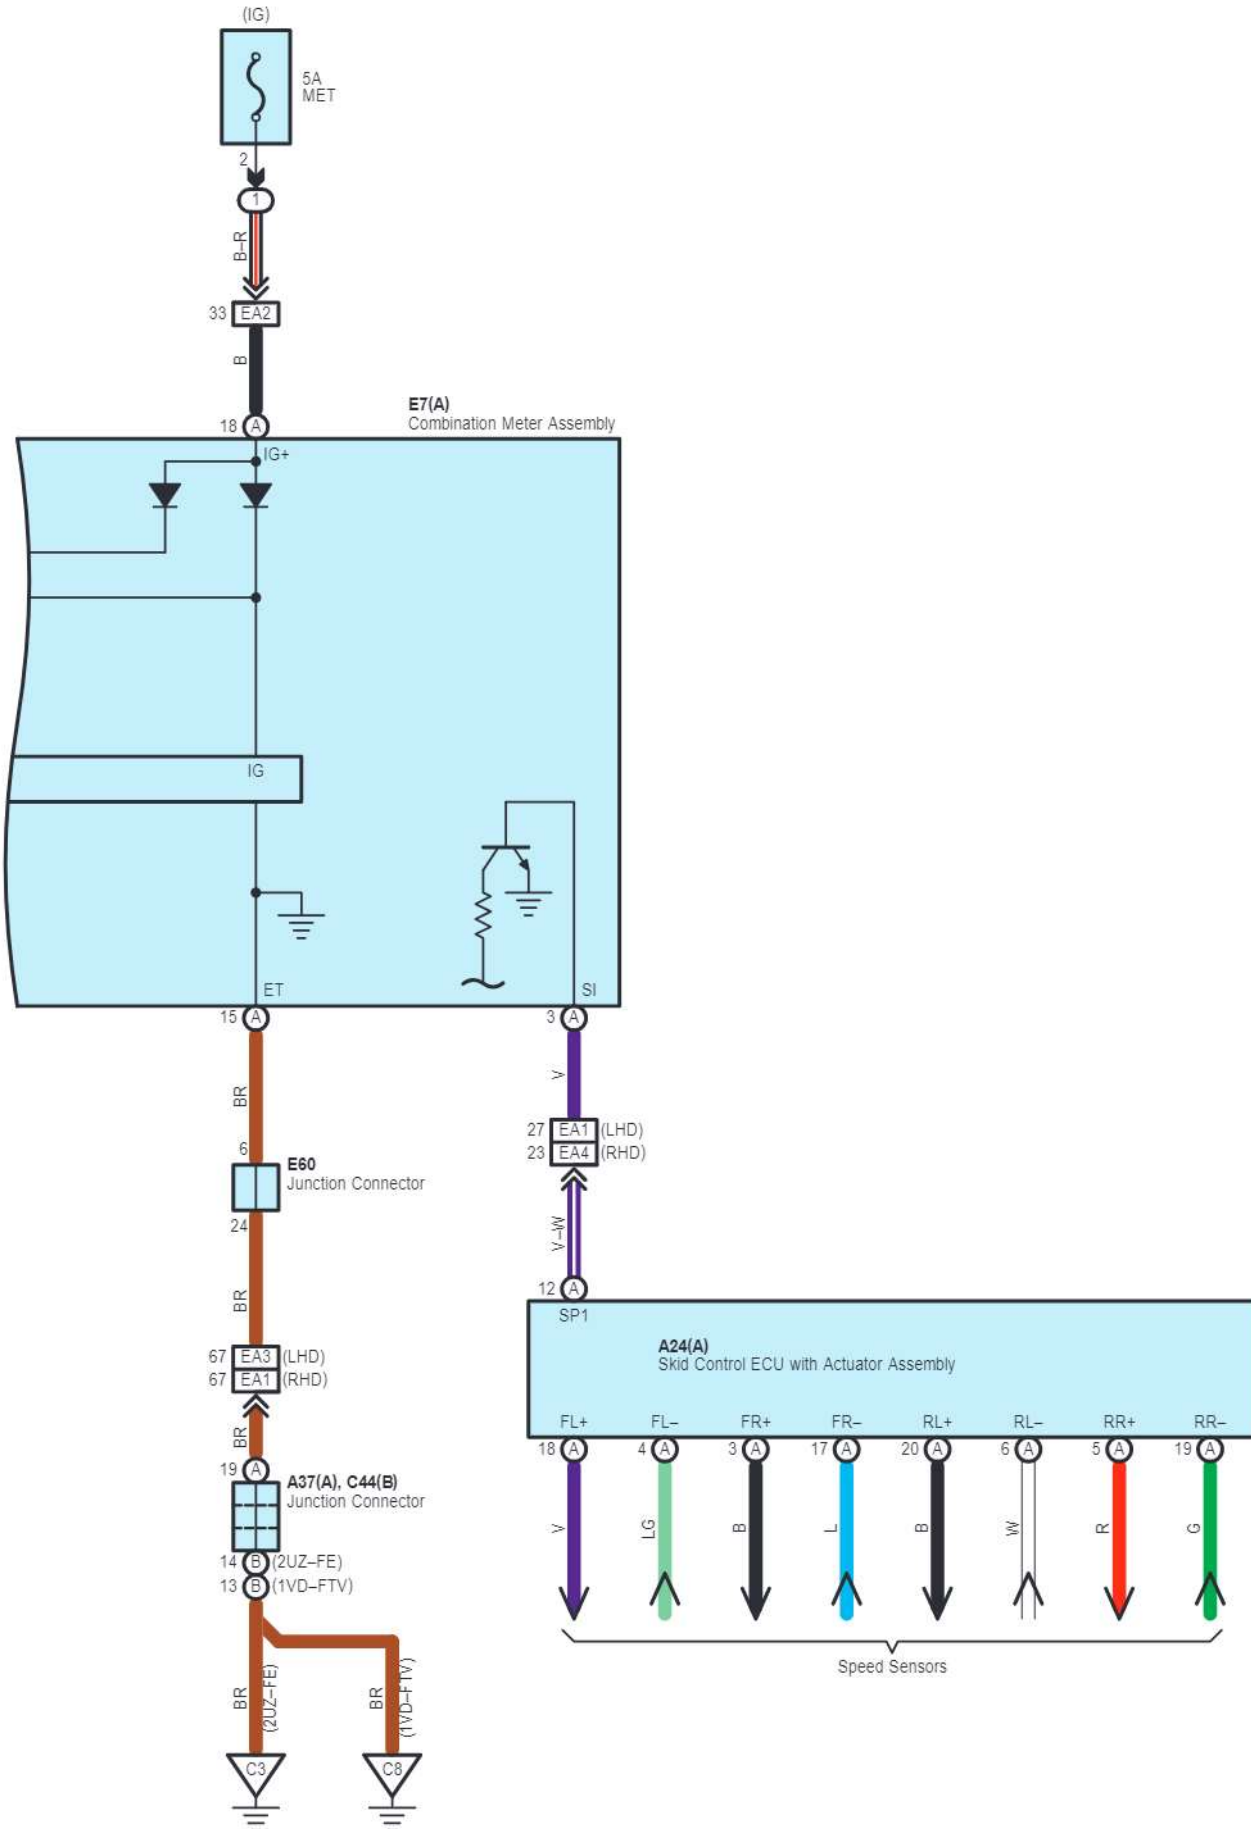 (IG)
5A
MET
2
1
B–R
33 EA2
B
E7(A)
Combination Meter Assembly
18 A
IG+
IG
ET
SI
15 A
3 A
BR
V
6
E60
Junction Connector
27 EA1 (LHD)
23 EA4 (RHD)
24
V–W
BR
12 A
SP1
67 EA3 (LHD)
67 EA1 (RHD)
A24(A)
Skid Control ECU with Actuator Assembly
BR
FL+ FL– FR+ FR– RL+ RL– RR+ RR–
18 A 4 A 3 A 17 A 20 A 6 A 5 A 19 A
19 A
A37(A), C44(B)
Junction Connector
V LG B L B W R G
14 B (2UZ–FE)
13 B (1VD–FTV)
Speed Sensors
BR (2UZ–FE)
BR (1VD–FTV)
C3 C8